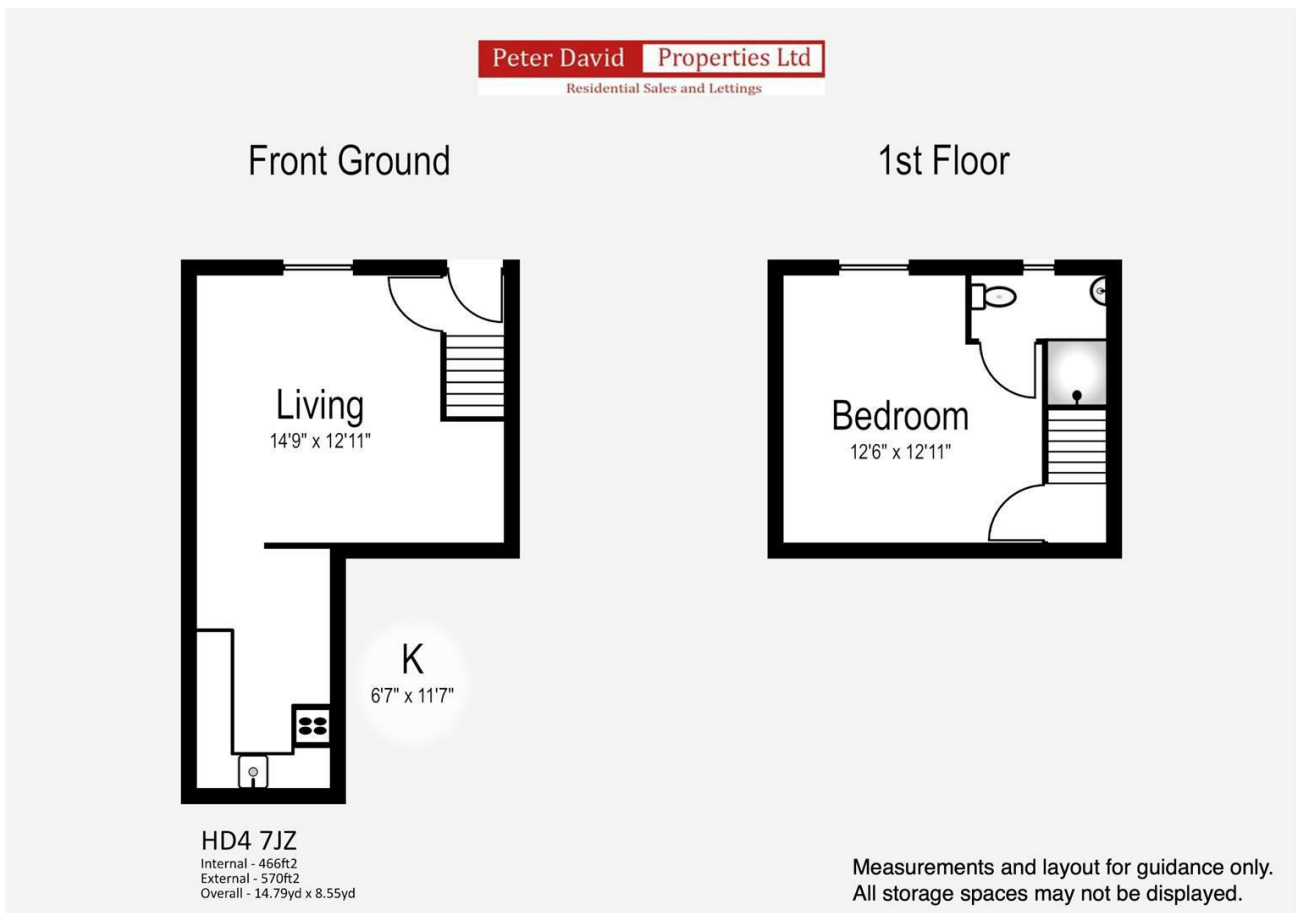 Peter David Properties Ltd
Residential Sales and Lettings
Front Ground
1st Floor
Living
14'9" x 12'11"
Bedroom
12'6" x 12'11"
K
6'7" x 11'7"
HD4 7JZ
Internal - 466ft2
External - 570ft2
Overall - 14.79yd x 8.55yd
Measurements and layout for guidance only.
All storage spaces may not be displayed.